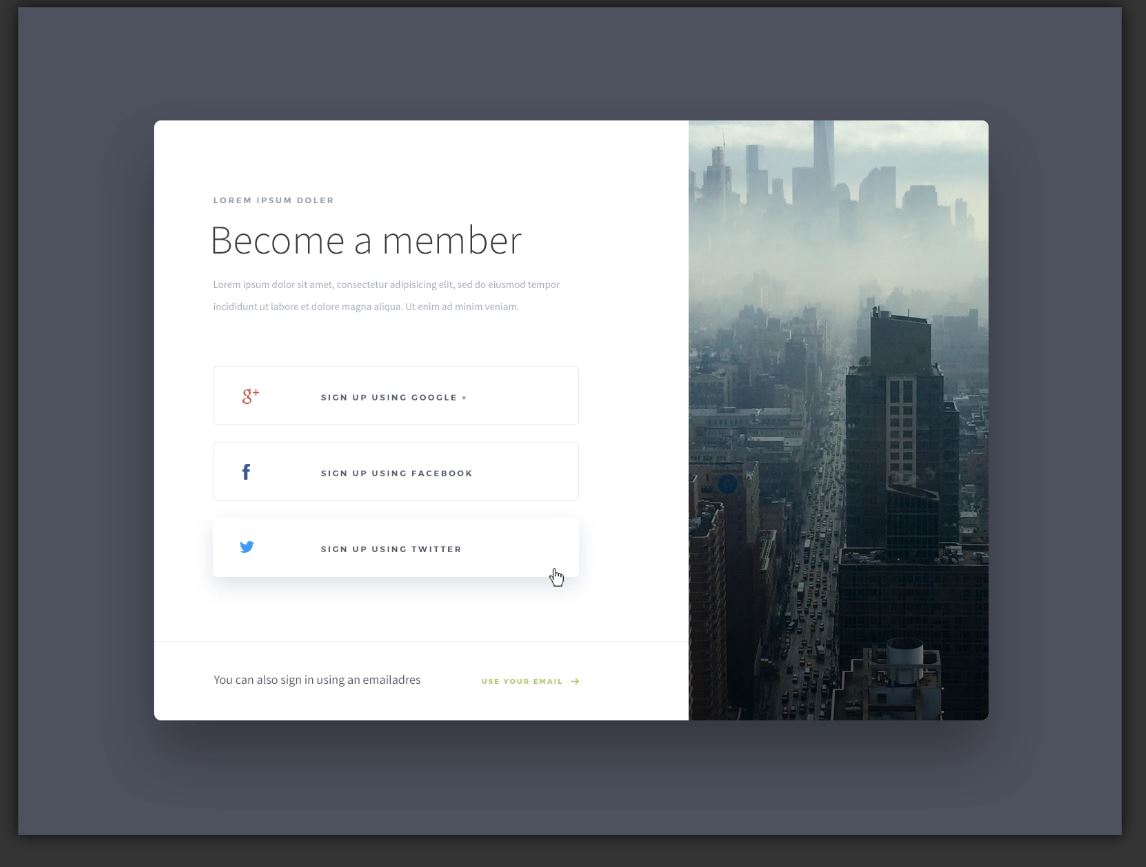 LOREM IPSUM DOLER
Become a member
Lorem ipsum dolor sit amet, consectetur adipisicing elit, sed do eiusmod tempor
incididunt ut labore et dolore magna aliqua. Ut enim ad minim veniam.
g+ SIGN UP USING GOOGLE +
f SIGN UP USING FACEBOOK
SIGN UP USING TWITTER
You can also sign in using an emailadres USE YOUR EMAIL →